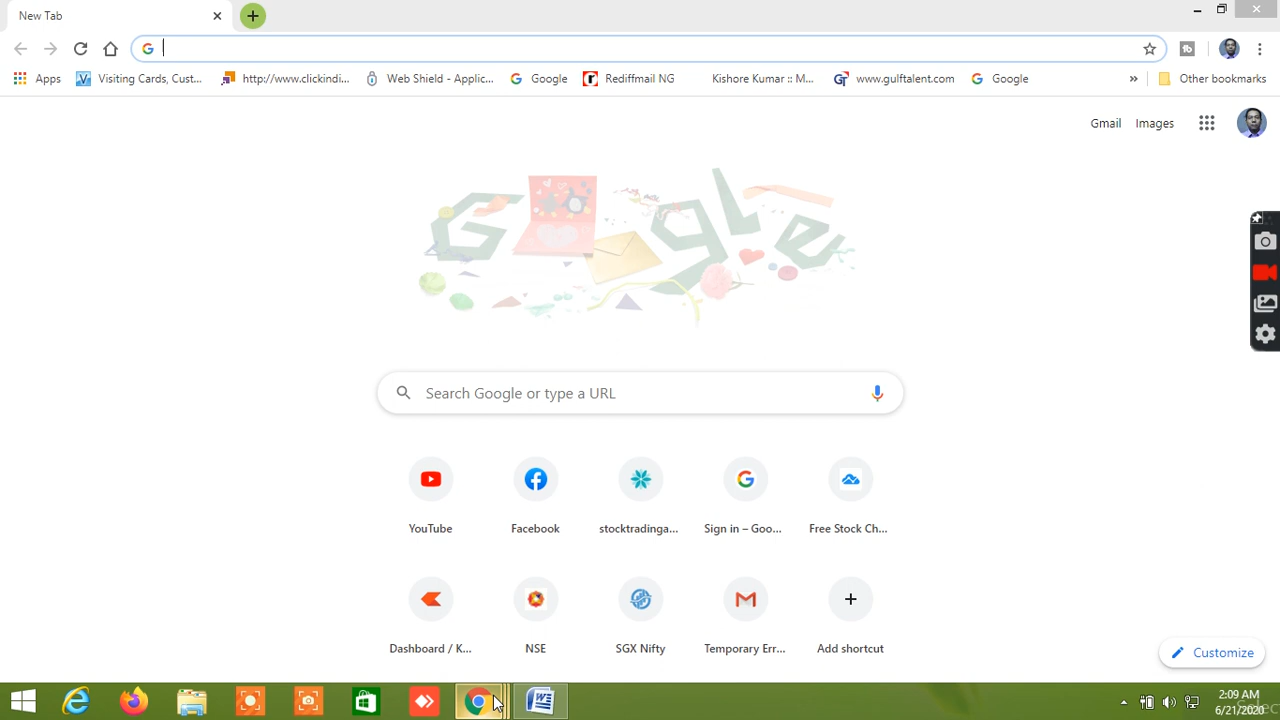 New Tab
Apps
Visiting Cards, Cust...
http://www.clickindi...
Web Shield - Applic...
Google
Rediffmail NG
Kishore Kumar :: M...
www.gulftalent.com
Google
»
Other bookmarks
Gmail
Images
Google
Search Google or type a URL
YouTube
Facebook
stocktradinga...
Sign in – Goo...
Free Stock Ch...
Dashboard / K...
NSE
SGX Nifty
Temporary Err...
Add shortcut
Customize
2:09 AM
6/21/2020
Selec